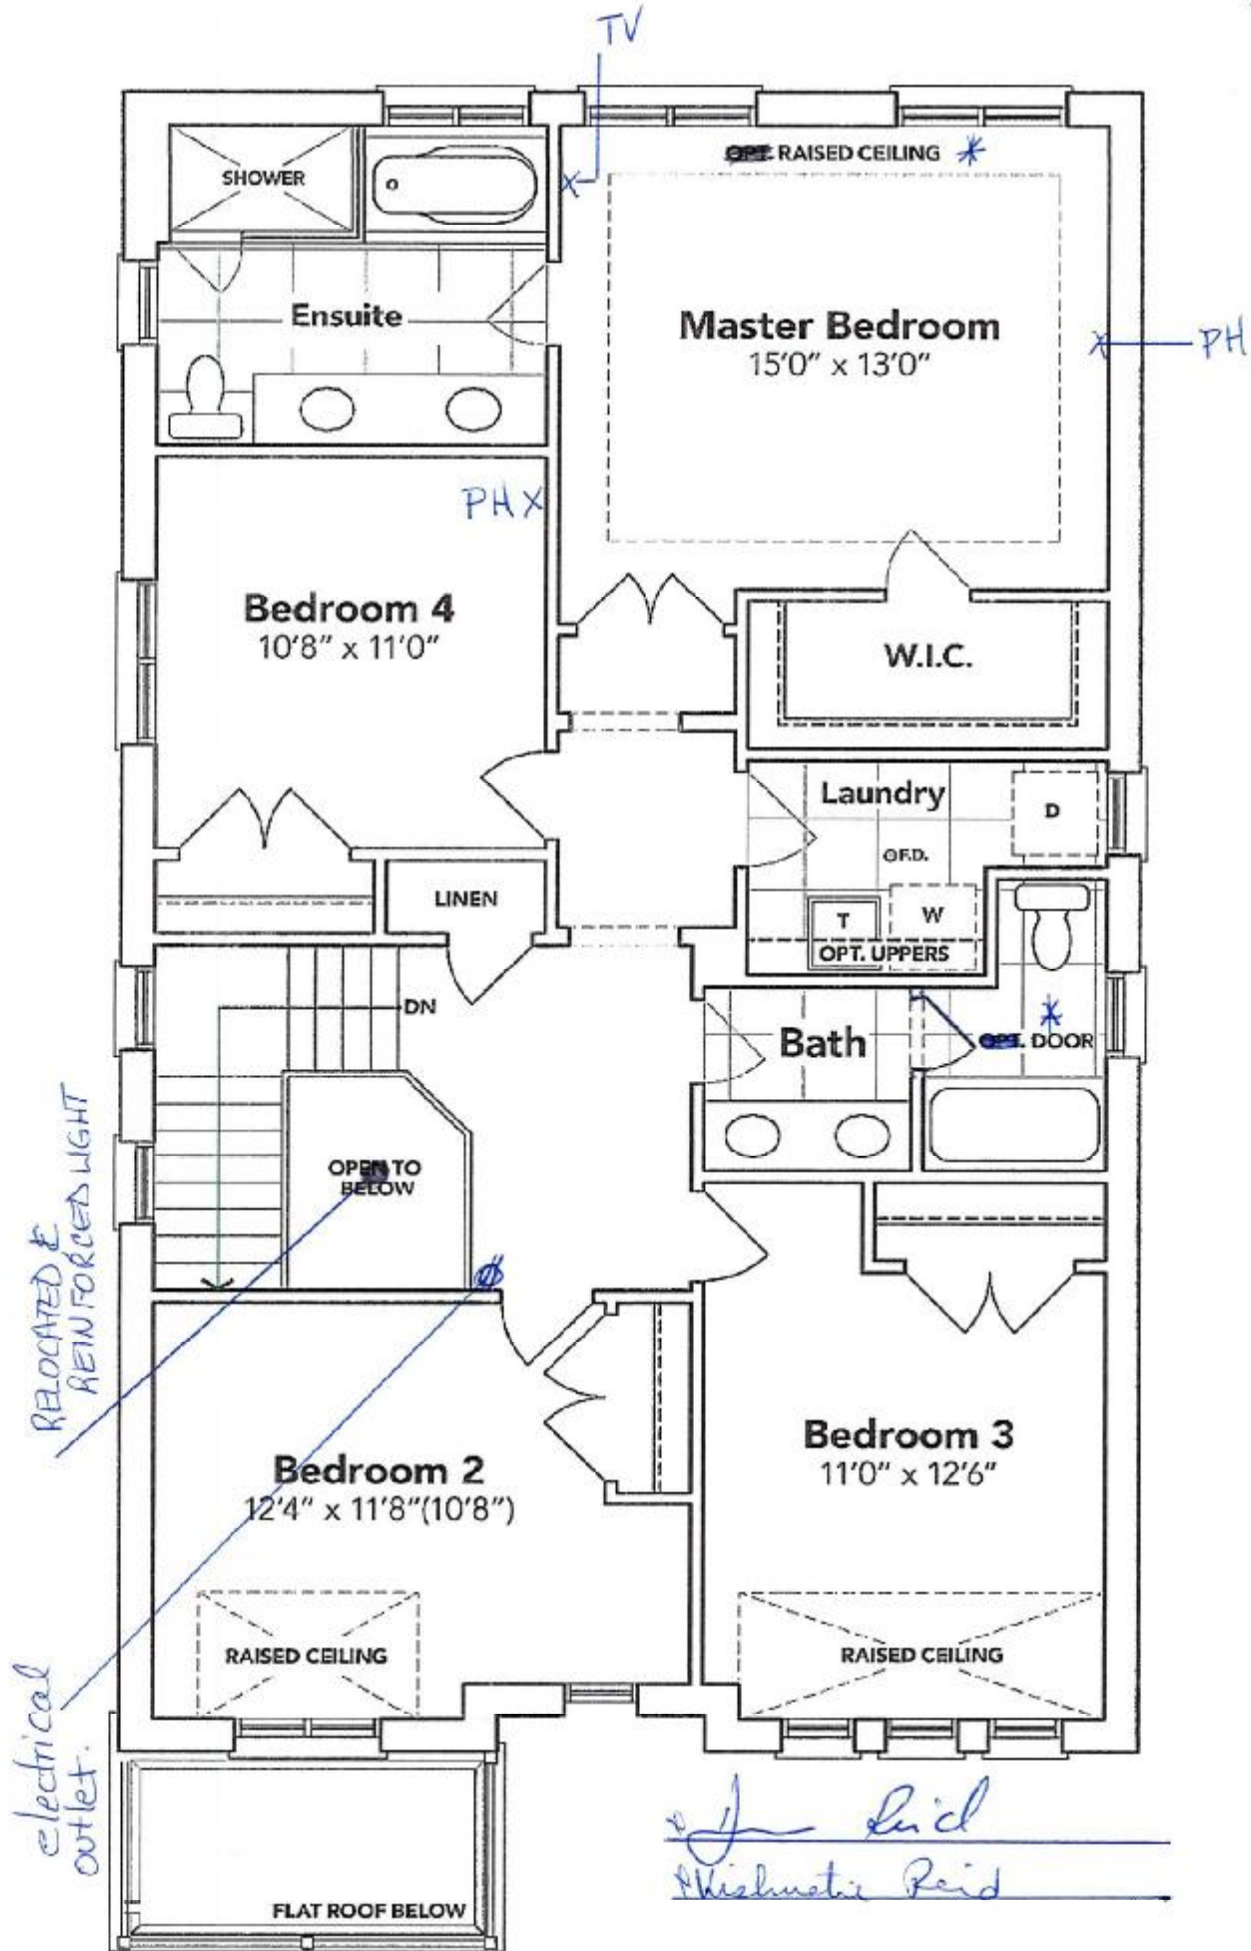 TV
OPT. RAISED CEILING *
SHOWER
Ensuite
Master Bedroom
15'0" x 13'0"
PH
PH X
Bedroom 4
10'8" x 11'0"
W.I.C.
Laundry
D
OF.D.
LINEN
T
W
OPT. UPPERS
DN
Bath
*
OPT. DOOR
OPEN TO
BELOW
RELOCATED &
REINFORCED LIGHT
Bedroom 3
11'0" x 12'6"
Bedroom 2
12'4" x 11'8"(10'8")
RAISED CEILING
RAISED CEILING
electrical
outlet.
FLAT ROOF BELOW
Reid
Reid